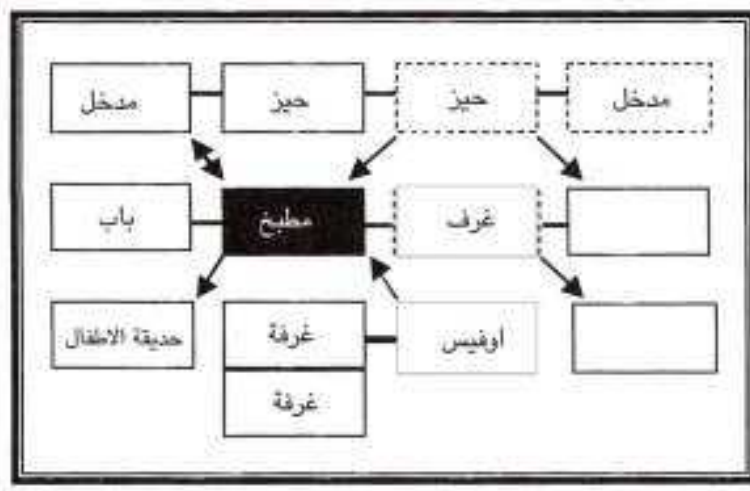 مدخل
حيز
حيز
مدخل
غرف
مطبخ
باب
أوفيس
غرفة
حديقة الاطفال
غرفة